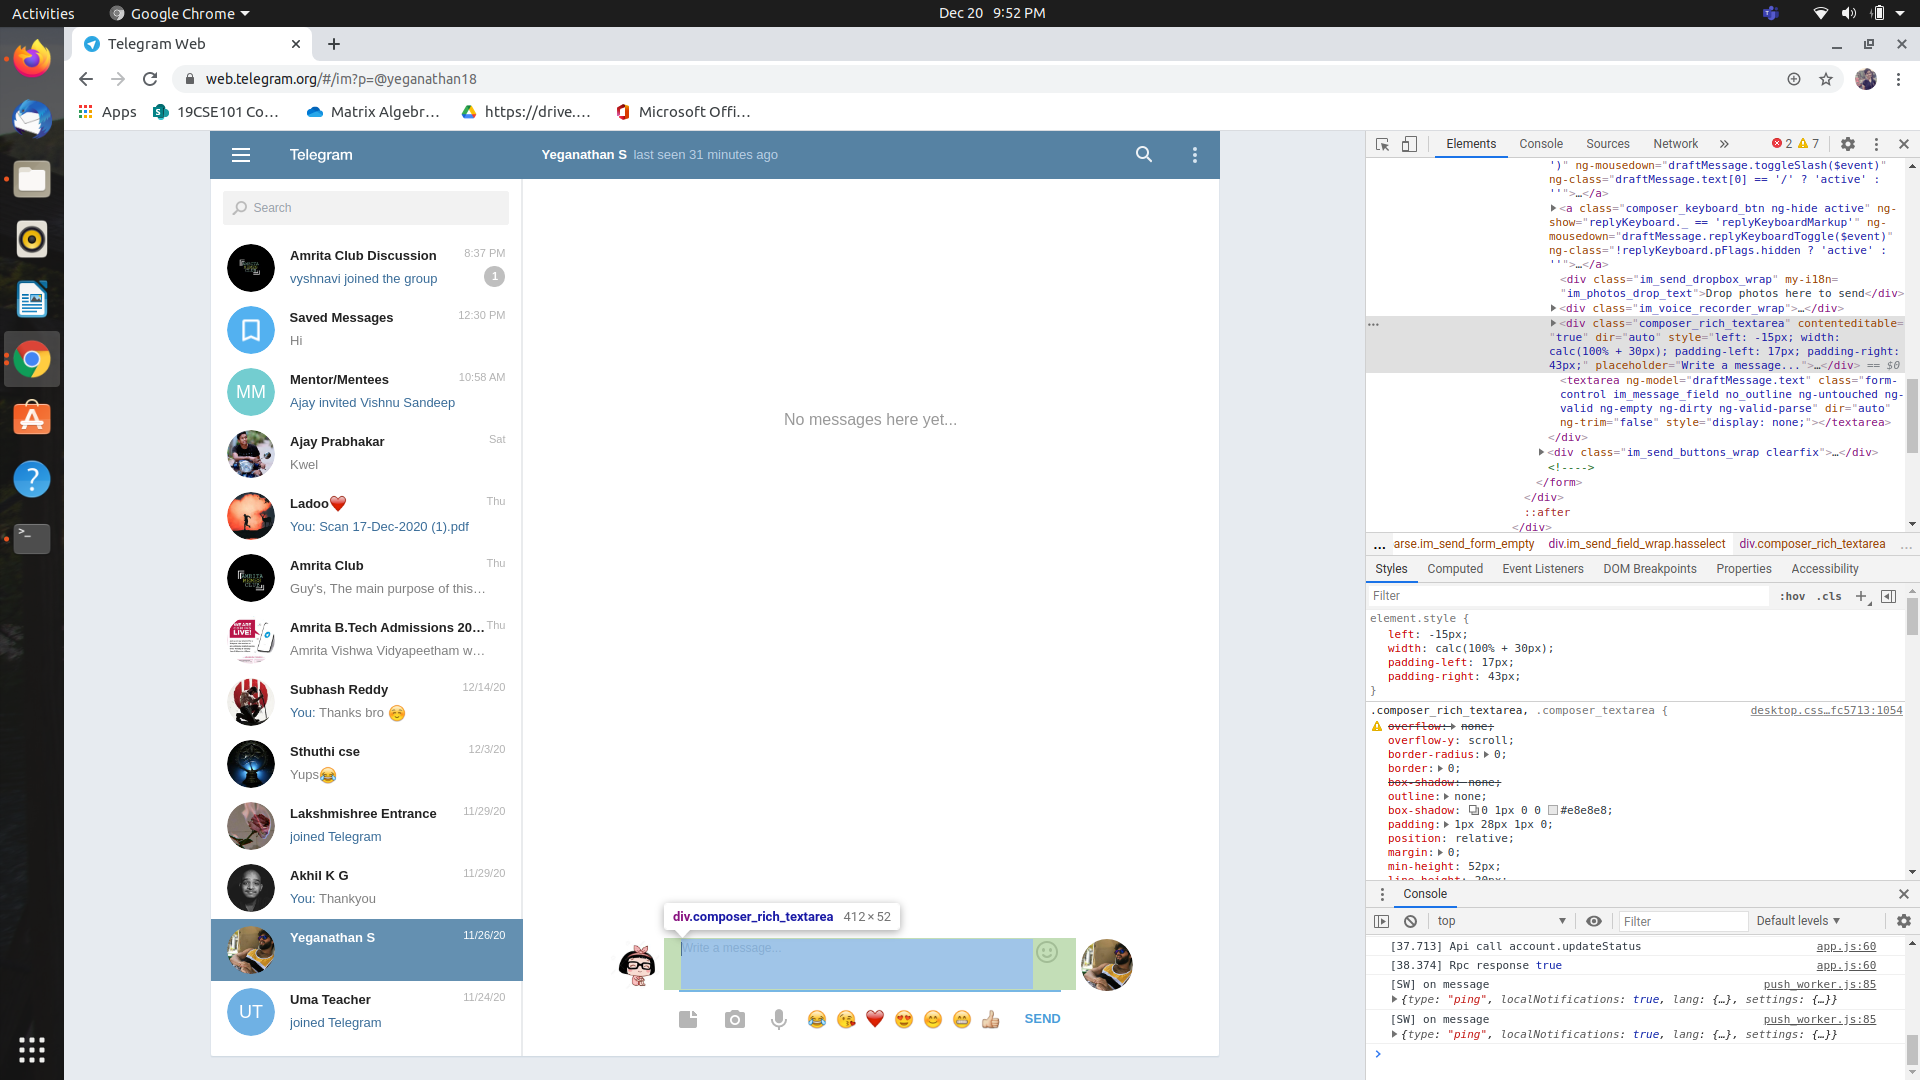 Activities
Google Chrome
Dec 20 9:52 PM
Telegram Web
web.telegram.org/#/im?p=@yeganathan18
Apps
19CSE101 Co…
Matrix Algebr…
https://drive.…
Microsoft Offi…
Telegram
Yeganathan S last seen 31 minutes ago
Search
Amrita Club Discussion 8:37 PM
vyshnavi joined the group 1
Saved Messages 12:30 PM
Hi
MM
Mentor/Mentees 10:58 AM
Ajay invited Vishnu Sandeep
Ajay Prabhakar Sat
Kwel
Ladoo❤️ Thu
You: Scan 17-Dec-2020 (1).pdf
Amrita Club Thu
Guy's, The main purpose of this…
Amrita B.Tech Admissions 20… Thu
Amrita Vishwa Vidyapeetham w…
Subhash Reddy 12/14/20
You: Thanks bro ☺️
Sthuthi cse 12/3/20
Yups😂
Lakshmishree Entrance 11/29/20
joined Telegram
Akhil K G 11/29/20
You: Thankyou
Yeganathan S 11/26/20
UT
Uma Teacher 11/24/20
joined Telegram
No messages here yet...
div.composer_rich_textarea 412 × 52
Write a message...
SEND
Elements Console Sources Network » 2 7
')" ng-mousedown="draftMessage.toggleSlash($event)"
ng-class="draftMessage.text[0] == '/' ? 'active' :
''">…</a>
<a class="composer_keyboard_btn ng-hide active" ng-
show="replyKeyboard._ == 'replyKeyboardMarkup'" ng-
mousedown="draftMessage.replyKeyboardToggle($event)"
ng-class="!replyKeyboard.pFlags.hidden ? 'active' :
''">…</a>
<div class="im_send_dropbox_wrap" my-i18n=
"im_photos_drop_text">Drop photos here to send</div>
<div class="im_voice_recorder_wrap">…</div>
<div class="composer_rich_textarea" contenteditable=
"true" dir="auto" style="left: -15px; width:
calc(100% + 30px); padding-left: 17px; padding-right:
43px;" placeholder="Write a message...">…</div> == $0
<textarea ng-model="draftMessage.text" class="form-
control im_message_field no_outline ng-untouched ng-
valid ng-empty ng-dirty ng-valid-parse" dir="auto"
ng-trim="false" style="display: none;"></textarea>
</div>
<div class="im_send_buttons_wrap clearfix">…</div>
<!---->
</form>
</div>
::after
</div>
... arse.im_send_form_empty div.im_send_field_wrap.hasselect div.composer_rich_textarea ...
Styles Computed Event Listeners DOM Breakpoints Properties Accessibility
Filter :hov .cls +
element.style {
left: -15px;
width: calc(100% + 30px);
padding-left: 17px;
padding-right: 43px;
}
.composer_rich_textarea, .composer_textarea { desktop.css…fc5713:1054
overflow: none;
overflow-y: scroll;
border-radius: 0;
border: 0;
box-shadow: none;
outline: none;
box-shadow: 0 1px 0 0 #e8e8e8;
padding: 1px 28px 1px 0;
position: relative;
margin: 0;
min-height: 52px;
line-height: 20px;
Console
top Filter Default levels
[37.713] Api call account.updateStatus app.js:60
[38.374] Rpc response true app.js:60
[SW] on message push_worker.js:85
{type: "ping", localNotifications: true, lang: {…}, settings: {…}}
[SW] on message push_worker.js:85
{type: "ping", localNotifications: true, lang: {…}, settings: {…}}